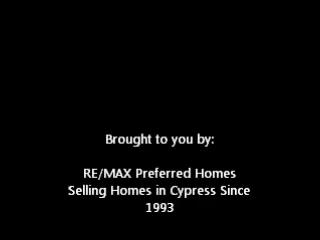 Brought to you by:
RE/MAX Preferred Homes
Selling Homes in Cypress Since
1993